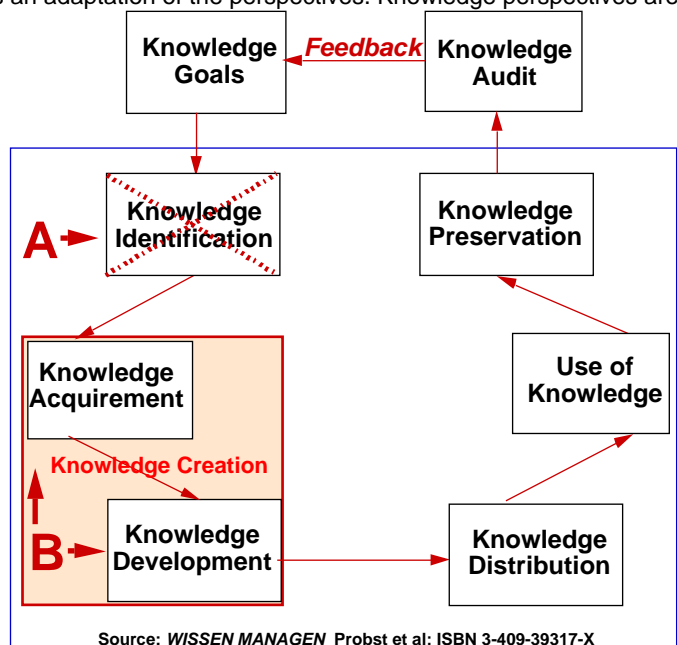 s an adaptation of the perspectives. Knowledge perspectives are
Knowledge
Goals
Feedback
Knowledge
Audit
Knowledge
Identification
A
Knowledge
Preservation
Knowledge
Acquirement
Use of
Knowledge
Knowledge Creation
B
Knowledge
Development
Knowledge
Distribution
Source: WISSEN MANAGEN Probst et al: ISBN 3-409-39317-X